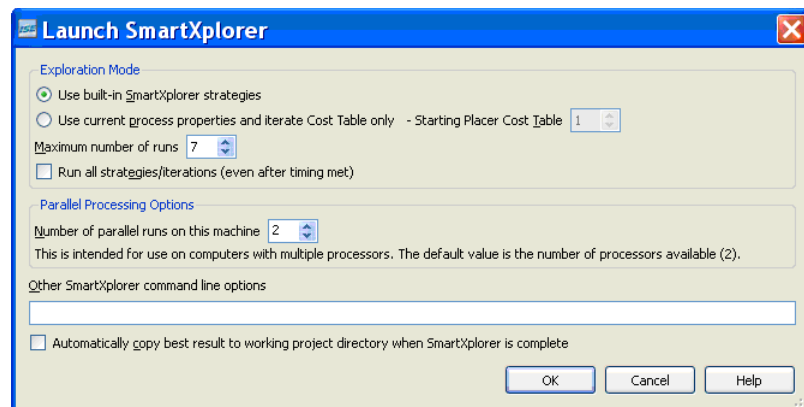 ISE Launch SmartXplorer
Exploration Mode
Use built-in SmartXplorer strategies
Use current process properties and iterate Cost Table only - Starting Placer Cost Table 1
Maximum number of runs 7
Run all strategies/iterations (even after timing met)
Parallel Processing Options
Number of parallel runs on this machine 2
This is intended for use on computers with multiple processors. The default value is the number of processors available (2).
Other SmartXplorer command line options
Automatically copy best result to working project directory when SmartXplorer is complete
OK Cancel Help